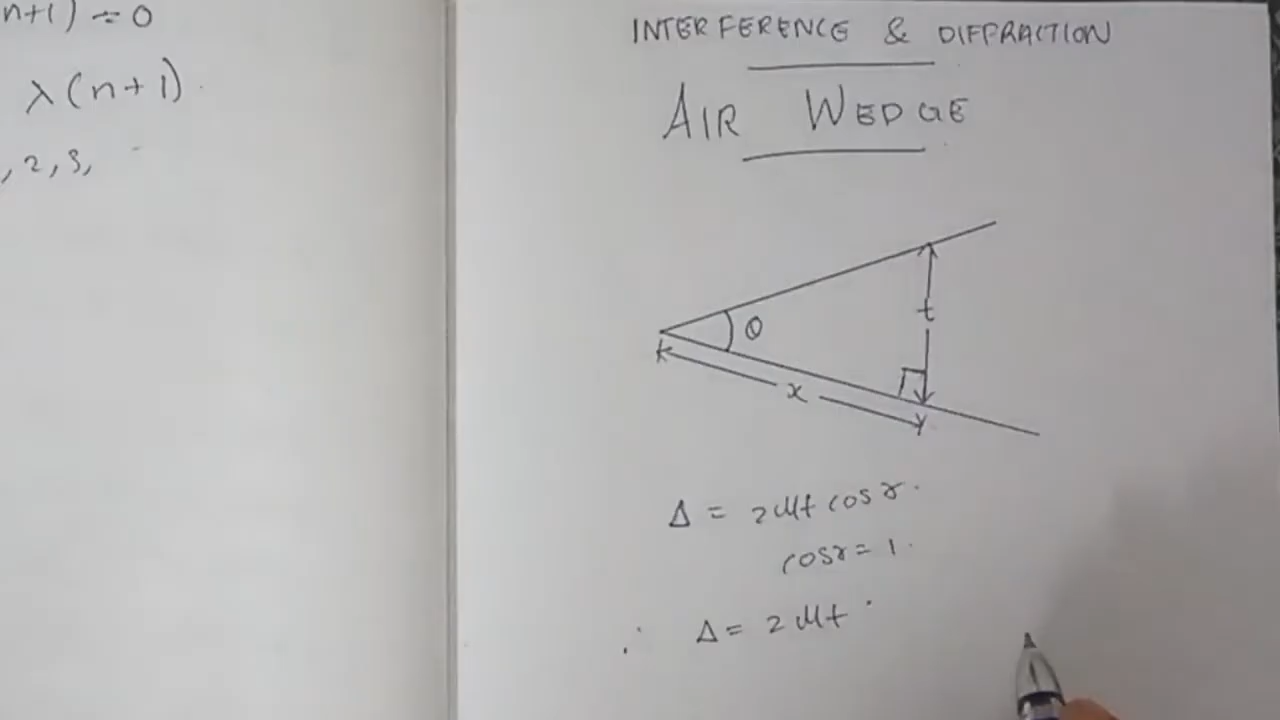 n+1) = 0
λ(n+1)
, 2, 3,
INTERFERENCE & DIFFRACTION
AIR WEDGE
θ
t
x
Δ = 2μt cos r.
cos r = 1.
∴ Δ = 2μt